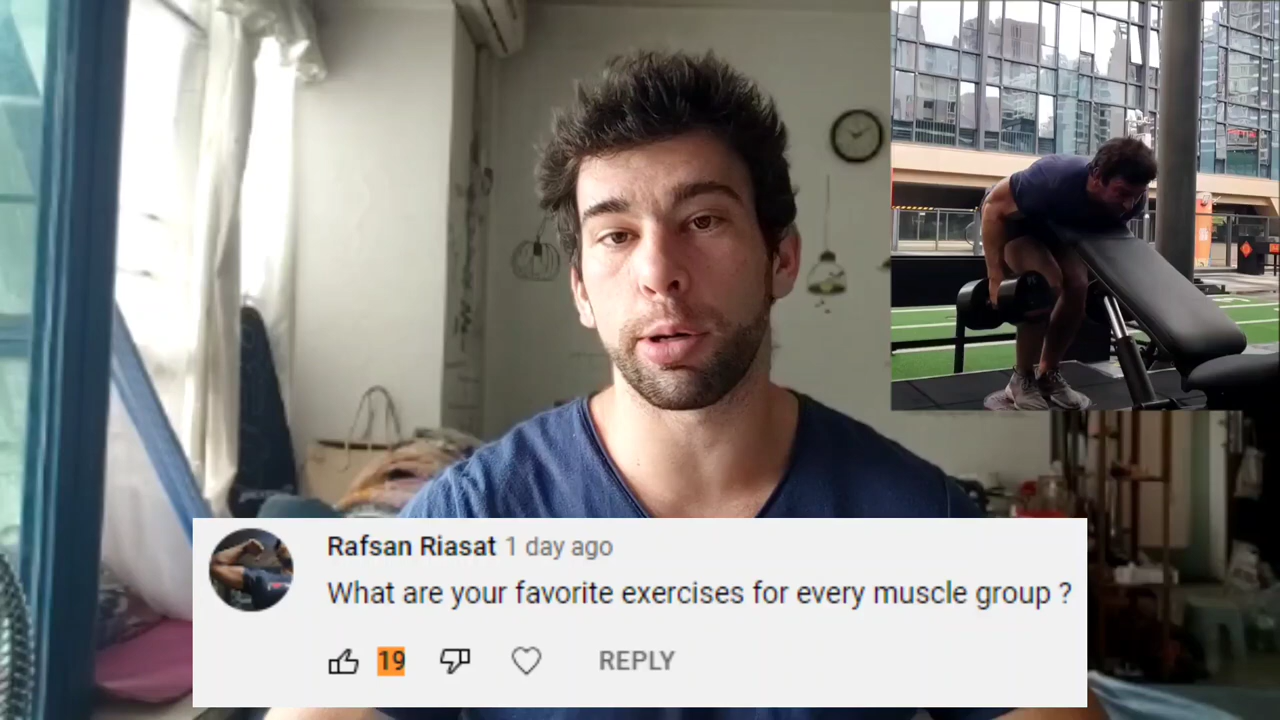 Rafsan Riasat 1 day ago
What are your favorite exercises for every muscle group ?
19 REPLY